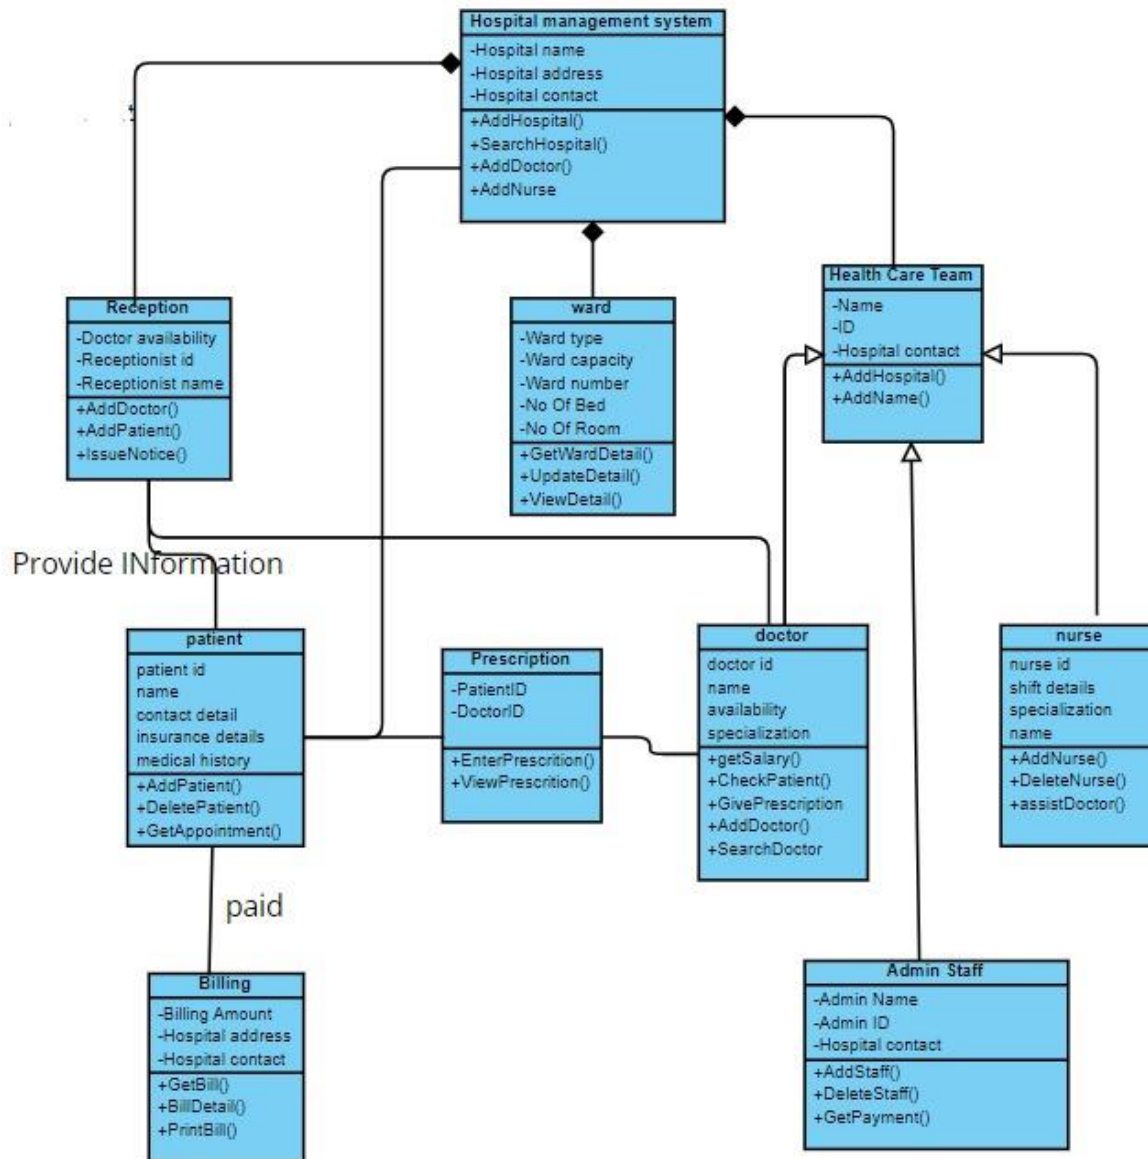 Hospital management system
-Hospital name
-Hospital address
-Hospital contact
+AddHospital()
+SearchHospital()
+AddDoctor()
+AddNurse
Reception
-Doctor availability
-Receptionist id
-Receptionist name
+AddDoctor()
+AddPatient()
+IssueNotice()
ward
-Ward type
-Ward capacity
-Ward number
-No Of Bed
-No Of Room
+GetWardDetail()
+UpdateDetail()
+ViewDetail()
Health Care Team
-Name
-ID
-Hospital contact
+AddHospital()
+AddName()
Provide INformation
patient
patient id
name
contact detail
insurance details
medical history
+AddPatient()
+DeletePatient()
+GetAppointment()
Prescription
-PatientID
-DoctorID
+EnterPrescrition()
+ViewPrescrition()
doctor
doctor id
name
availability
specialization
+getSalary()
+CheckPatient()
+GivePrescription
+AddDoctor()
+SearchDoctor
nurse
nurse id
shift details
specialization
name
+AddNurse()
+DeleteNurse()
+assistDoctor()
paid
Billing
-Billing Amount
-Hospital address
-Hospital contact
+GetBill()
+BillDetail()
+PrintBill()
Admin Staff
-Admin Name
-Admin ID
-Hospital contact
+AddStaff()
+DeleteStaff()
+GetPayment()